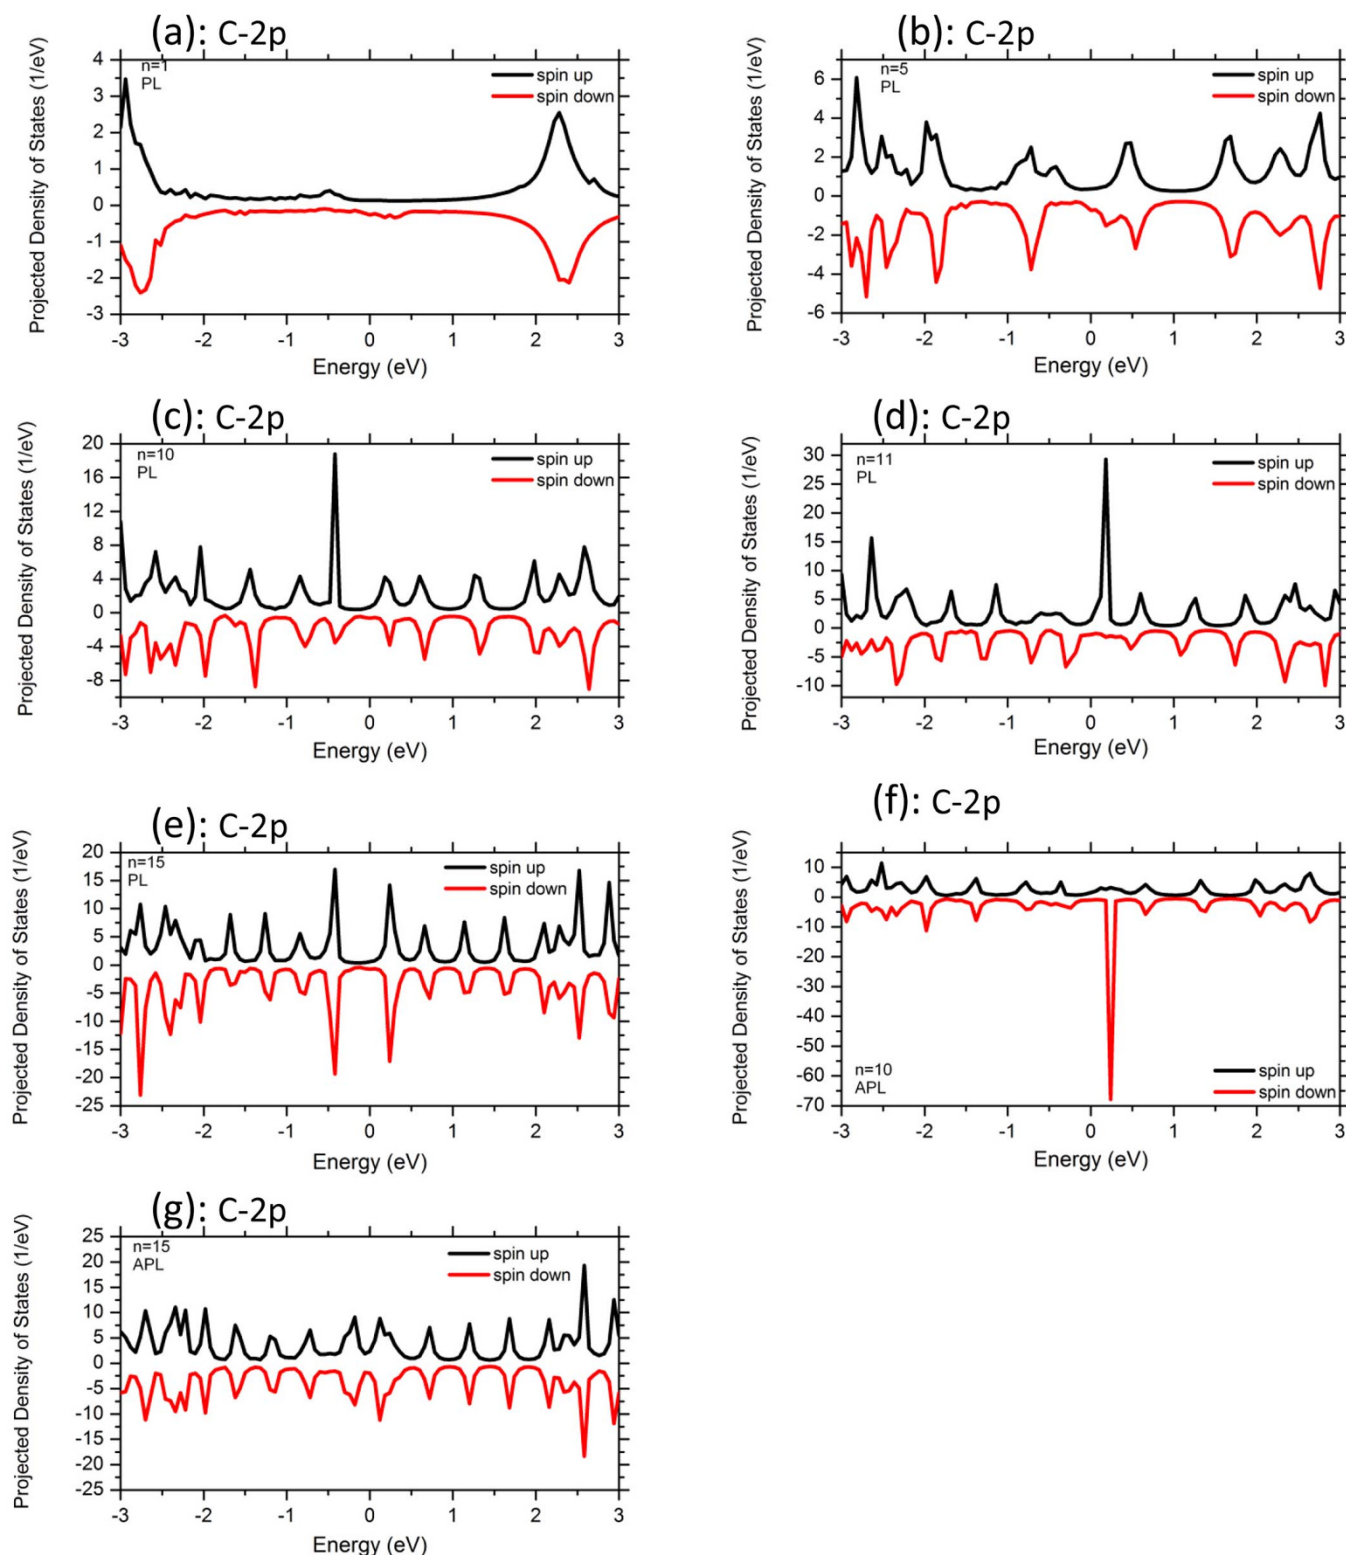 (a): C-2p
n=1
PL
spin up
spin down
4
3
2
1
0
-1
-2
-3
-3 -2 -1 0 1 2 3
Energy (eV)
Projected Density of States (1/eV)
(b): C-2p
n=5
PL
spin up
spin down
6
4
2
0
-2
-4
-6
-3 -2 -1 0 1 2 3
Energy (eV)
Projected Density of States (1/eV)
(c): C-2p
n=10
PL
spin up
spin down
20
16
12
8
4
0
-4
-8
-3 -2 -1 0 1 2 3
Energy (eV)
Projected Density of States (1/eV)
(d): C-2p
n=11
PL
spin up
spin down
30
25
20
15
10
5
0
-5
-10
-3 -2 -1 0 1 2 3
Energy (eV)
Projected Density of States (1/eV)
(e): C-2p
n=15
PL
spin up
spin down
20
15
10
5
0
-5
-10
-15
-20
-25
-3 -2 -1 0 1 2 3
Energy (eV)
Projected Density of States (1/eV)
(f): C-2p
10
0
-10
-20
-30
-40
-50
-60
-70
n=10
APL
spin up
spin down
-3 -2 -1 0 1 2 3
Energy (eV)
Projected Density of States (1/eV)
(g): C-2p
n=15
APL
spin up
spin down
25
20
15
10
5
0
-5
-10
-15
-20
-25
-3 -2 -1 0 1 2 3
Energy (eV)
Projected Density of States (1/eV)